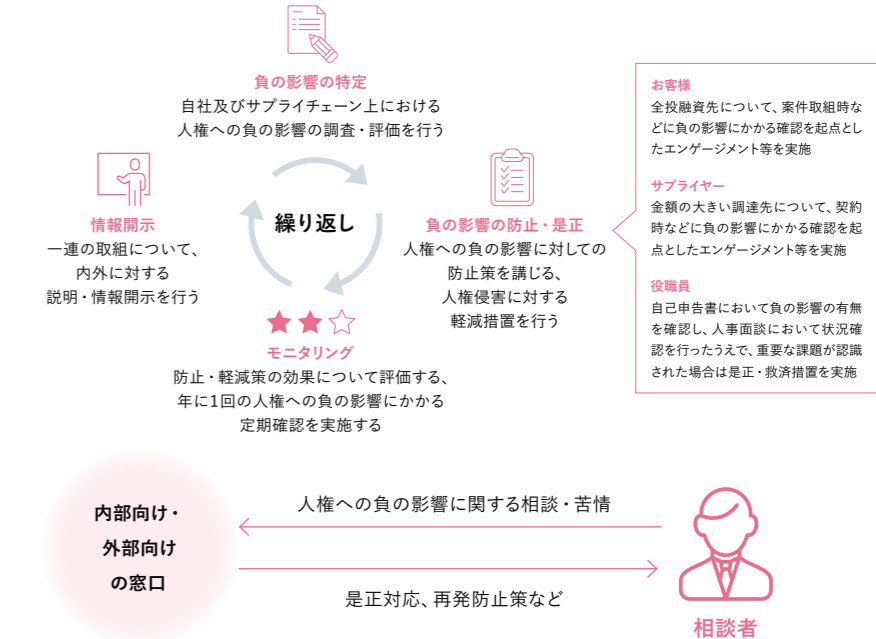 負の影響の特定
自社及びサプライチェーン上における
人権への負の影響の調査・評価を行う
繰り返し
負の影響の防止・是正
人権への負の影響に対しての
防止策を講じる、
人権侵害に対する
軽減措置を行う
お客様
全投融資先について、案件取組時な
どに負の影響にかかる確認を起点とし
たエンゲージメント等を実施
サプライヤー
金額の大きい調達先について、契約
時などに負の影響にかかる確認を起
点としたエンゲージメント等を実施
役職員
自己申告書において負の影響の有無
を確認し、人事面談において状況確
認を行ったうえで、重要な課題が認識
された場合は是正・救済措置を実施
モニタリング
防止・軽減策の効果について評価する、
年に1回の人権への負の影響にかかる
定期確認を実施する
情報開示
一連の取組について、
内外に対する
説明・情報開示を行う
内部向け・
外部向け
の窓口
人権への負の影響に関する相談・苦情
是正対応、再発防止策など
相談者